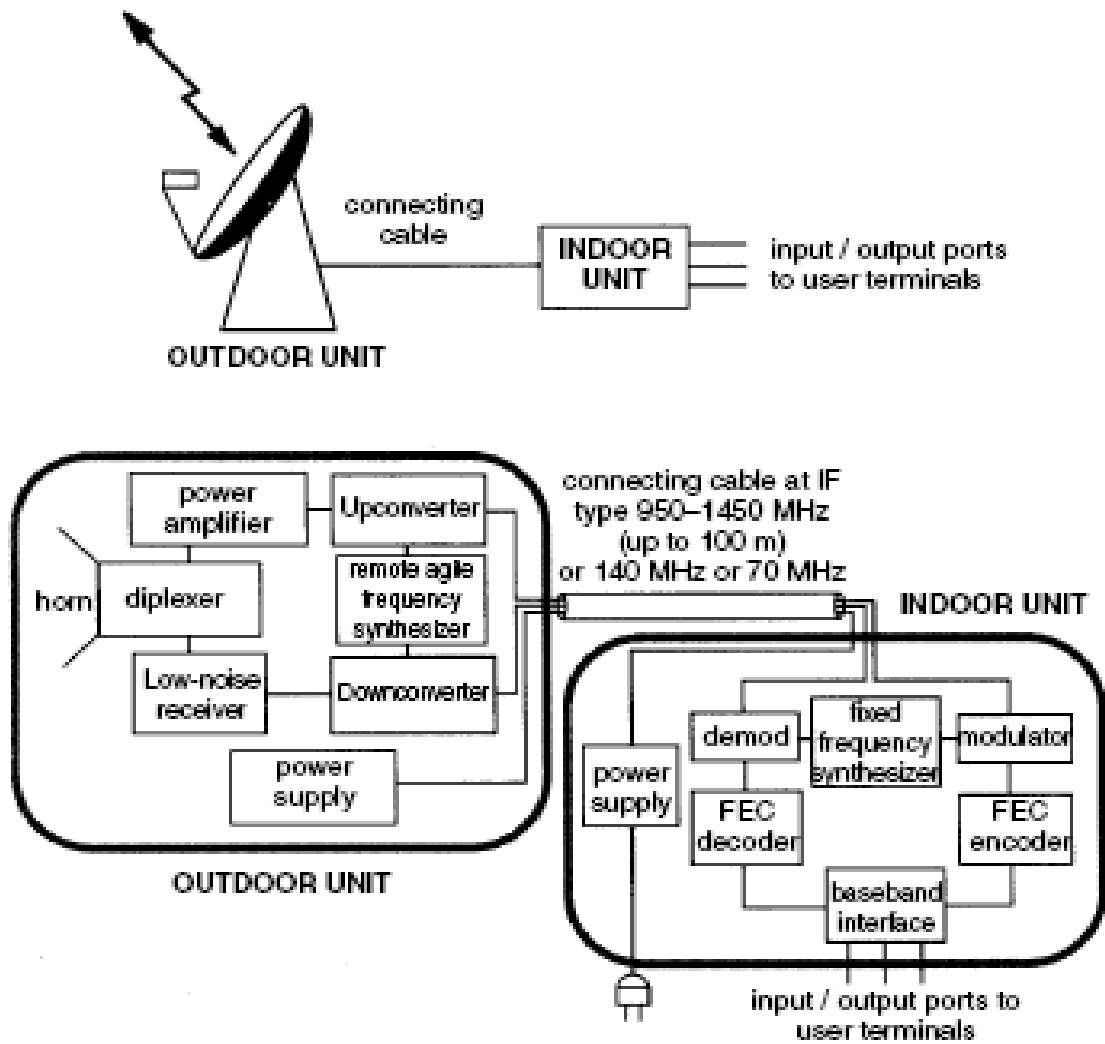 connecting
cable
INDOOR
UNIT
input / output ports
to user terminals
OUTDOOR UNIT
power
amplifier
Upconverter
connecting cable at IF
type 950–1450 MHz
(up to 100 m)
or 140 MHz or 70 MHz
horn
diplexer
remote agile
frequency
synthesizer
INDOOR UNIT
Low-noise
receiver
Downconverter
power
supply
OUTDOOR UNIT
power
supply
demod
fixed
frequency
synthesizer
modulator
FEC
decoder
FEC
encoder
baseband
interface
input / output ports to
user terminals